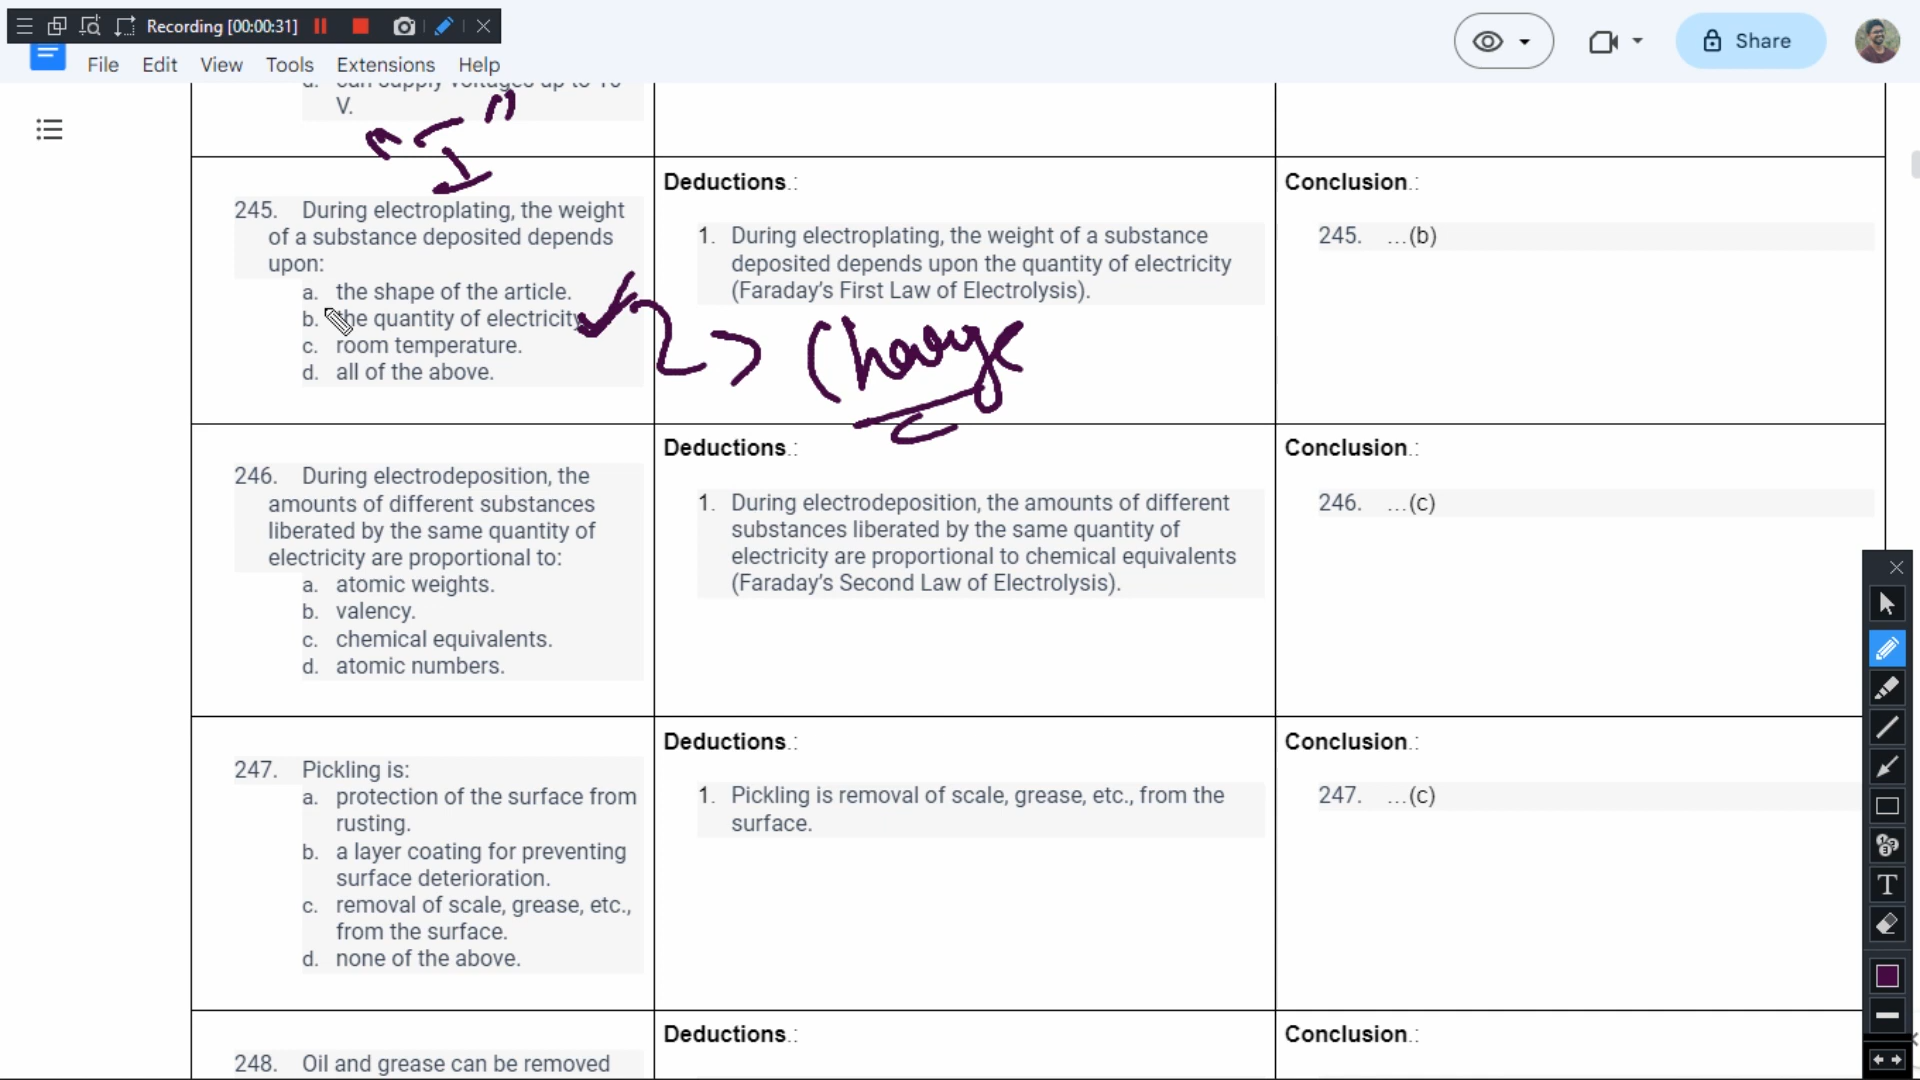 Recording [00:00:31]
Share
File Edit View Tools Extensions Help
d. can supply voltages up to 10
V.
"I"
245. During electroplating, the weight
of a substance deposited depends
upon:
a. the shape of the article.
b. the quantity of electricity
c. room temperature.
d. all of the above.
Deductions.:
1. During electroplating, the weight of a substance
deposited depends upon the quantity of electricity
(Faraday’s First Law of Electrolysis).
Charge
Conclusion.:
245. ...(b)
246. During electrodeposition, the
amounts of different substances
liberated by the same quantity of
electricity are proportional to:
a. atomic weights.
b. valency.
c. chemical equivalents.
d. atomic numbers.
Deductions.:
1. During electrodeposition, the amounts of different
substances liberated by the same quantity of
electricity are proportional to chemical equivalents
(Faraday’s Second Law of Electrolysis).
Conclusion.:
246. ...(c)
247. Pickling is:
a. protection of the surface from
rusting.
b. a layer coating for preventing
surface deterioration.
c. removal of scale, grease, etc.,
from the surface.
d. none of the above.
Deductions.:
1. Pickling is removal of scale, grease, etc., from the
surface.
Conclusion.:
247. ...(c)
248. Oil and grease can be removed
Deductions.:
Conclusion.:
T